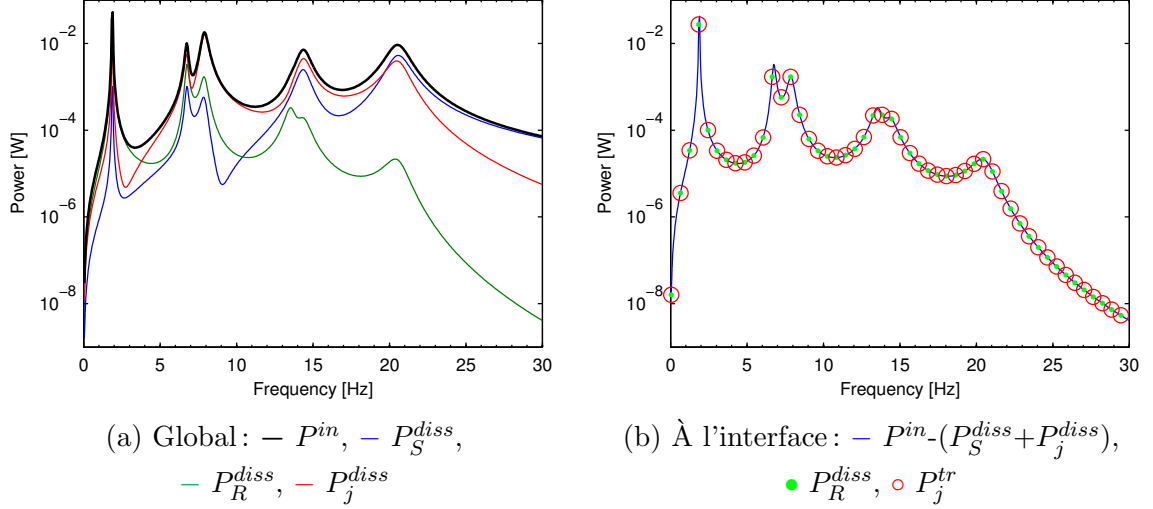 10⁻²
10⁻⁴
10⁻⁶
10⁻⁸
Power [W]
0 5 10 15 20 25 30
Frequency [Hz]
10⁻²
10⁻⁴
10⁻⁶
10⁻⁸
Power [W]
0 5 10 15 20 25 30
Frequency [Hz]
(a) Global : − P^{in}, − P_S^{diss},
− P_R^{diss}, − P_j^{diss}
(b) À l'interface : − P^{in}-(P_S^{diss}+P_j^{diss}),
● P_R^{diss}, ○ P_j^{tr}